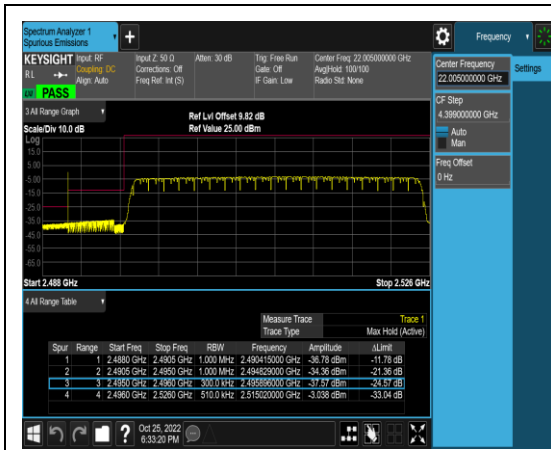 Spectrum Analyzer 1
Spurious Emissions
Frequency
KEYSIGHT
Input: RF
Input Z: 50 Ω
Atten: 30 dB
Trig: Free Run
Center Freq: 22.005000000 GHz
RL
Coupling: DC
Corrections: Off
Gate: Off
Avg|Hold: 100/100
Align: Auto
Freq Ref: Int (S)
IF Gain: Low
Radio Std: None
PASS
Settings
Center Frequency
22.005000000 GHz
CF Step
4.399000000 GHz
Auto
Man
Freq Offset
0 Hz
3 All Range Graph
Ref Lvl Offset 9.82 dB
Scale/Div 10.0 dB
Ref Value 25.00 dBm
Log
15.0
5.00
-5.00
-15.0
-25.0
-35.0
-45.0
-55.0
-65.0
Start 2.488 GHz
Stop 2.526 GHz
4 All Range Table
Measure Trace
Trace 1
Trace Type
Max Hold (Active)
Spur Range Start Freq Stop Freq RBW Frequency Amplitude ΔLimit
1 1 2.4880 GHz 2.4905 GHz 1.000 MHz 2.490415000 GHz -36.78 dBm -11.78 dB
2 2 2.4905 GHz 2.4950 GHz 1.000 MHz 2.494829000 GHz -34.36 dBm -21.36 dB
3 3 2.4950 GHz 2.4960 GHz 300.0 kHz 2.495896000 GHz -37.57 dBm -24.57 dB
4 4 2.4960 GHz 2.5260 GHz 510.0 kHz 2.515020000 GHz -3.038 dBm -33.04 dB
?
Oct 25, 2022
6:33:20 PM